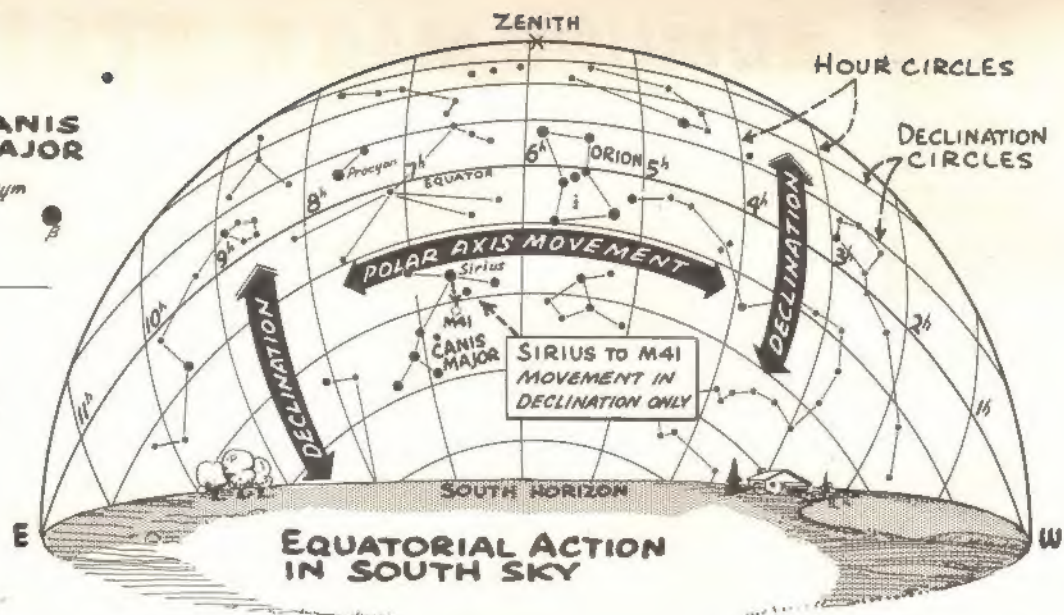 ZENITH
HOUR CIRCLES
DECLINATION
CIRCLES
ANIS
AJOR
ym
β
Procyon
8h
7h
EQUATOR
6h
ORION
5h
i
4h
3h
2h
1h
9h
10h
11h
POLAR AXIS MOVEMENT
DECLINATION
DECLINATION
Sirius
M41
CANIS
MAJOR
SIRIUS TO M41
MOVEMENT IN
DECLINATION ONLY
SOUTH HORIZON
E
W
EQUATORIAL ACTION
IN SOUTH SKY